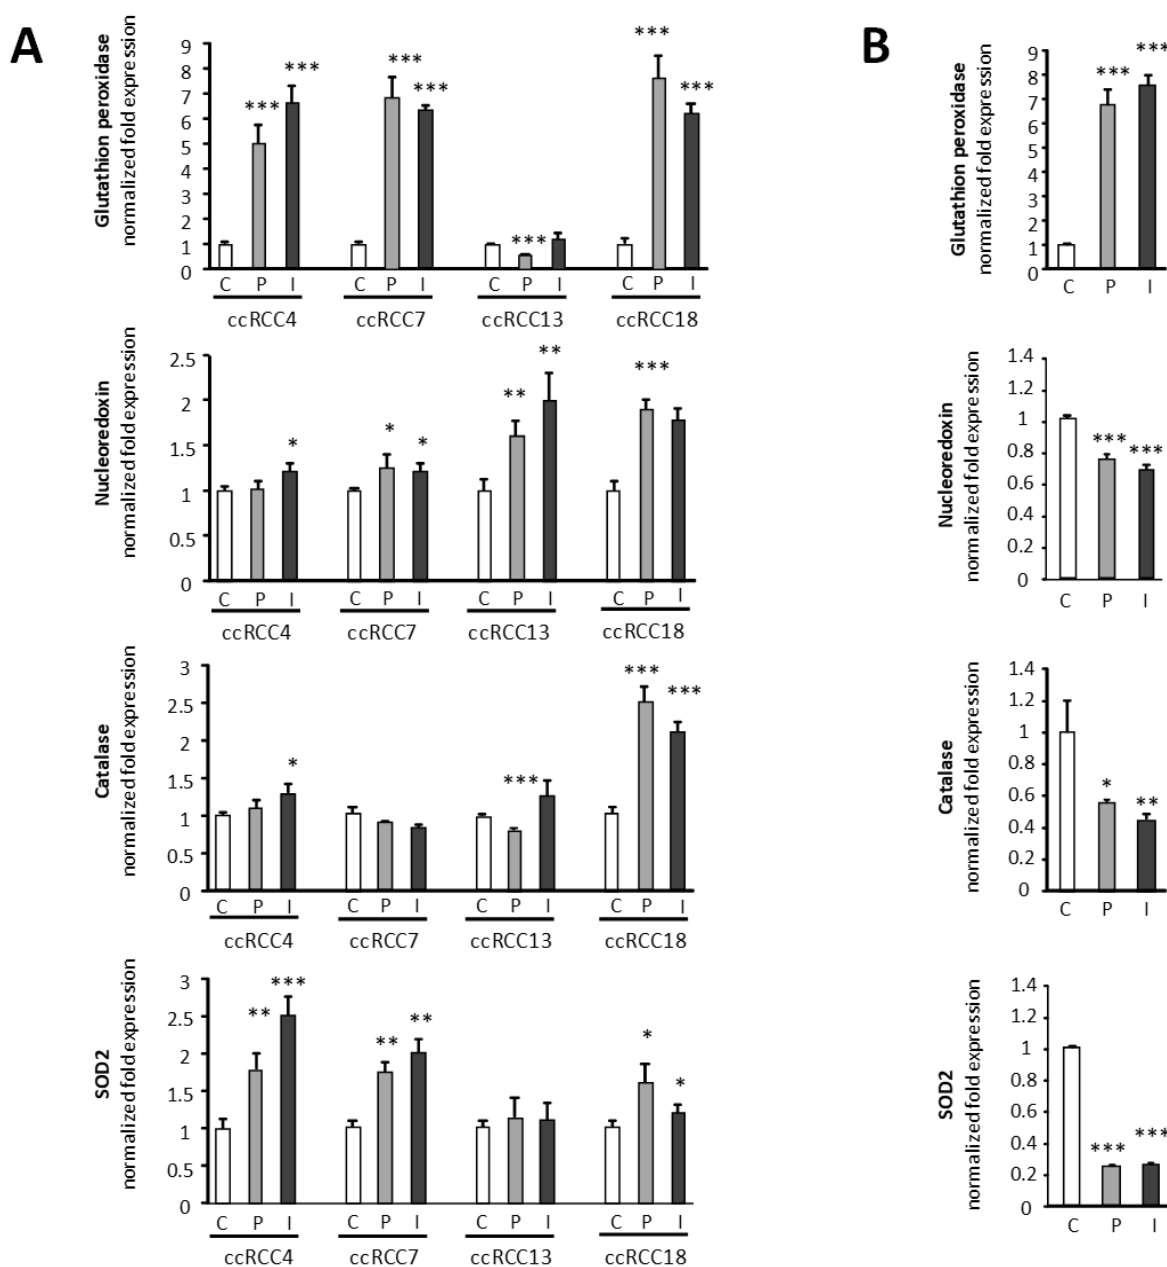 A
Glutathion peroxidase
normalized fold expression
9
8
7
6
5
4
3
2
1
0
*** *** *** *** *** *** ***
C P I C P I C P I C P I
ccRCC4 ccRCC7 ccRCC13 ccRCC18
Nucleoredoxin
normalized fold expression
2.5
2
1.5
1
0.5
0
* * * ** ** ***
C P I C P I C P I C P I
ccRCC4 ccRCC7 ccRCC13 ccRCC18
Catalase
normalized fold expression
3
2.5
2
1.5
1
0.5
0
* *** *** ***
C P I C P I C P I C P I
ccRCC4 ccRCC7 ccRCC13 ccRCC18
SOD2
normalized fold expression
3
2.5
2
1.5
1
0.5
0
** *** ** ** * *
C P I C P I C P I C P I
ccRCC4 ccRCC7 ccRCC13 ccRCC18
B
Glutathion peroxidase
normalized fold expression
9
8
7
6
5
4
3
2
1
0
*** ***
C P I
Nucleoredoxin
normalized fold expression
1.4
1.2
1
0.8
0.6
0.4
0.2
0
*** ***
C P I
Catalase
normalized fold expression
1.4
1.2
1
0.8
0.6
0.4
0.2
0
* **
C P I
SOD2
normalized fold expression
1.4
1.2
1
0.8
0.6
0.4
0.2
0
*** ***
C P I